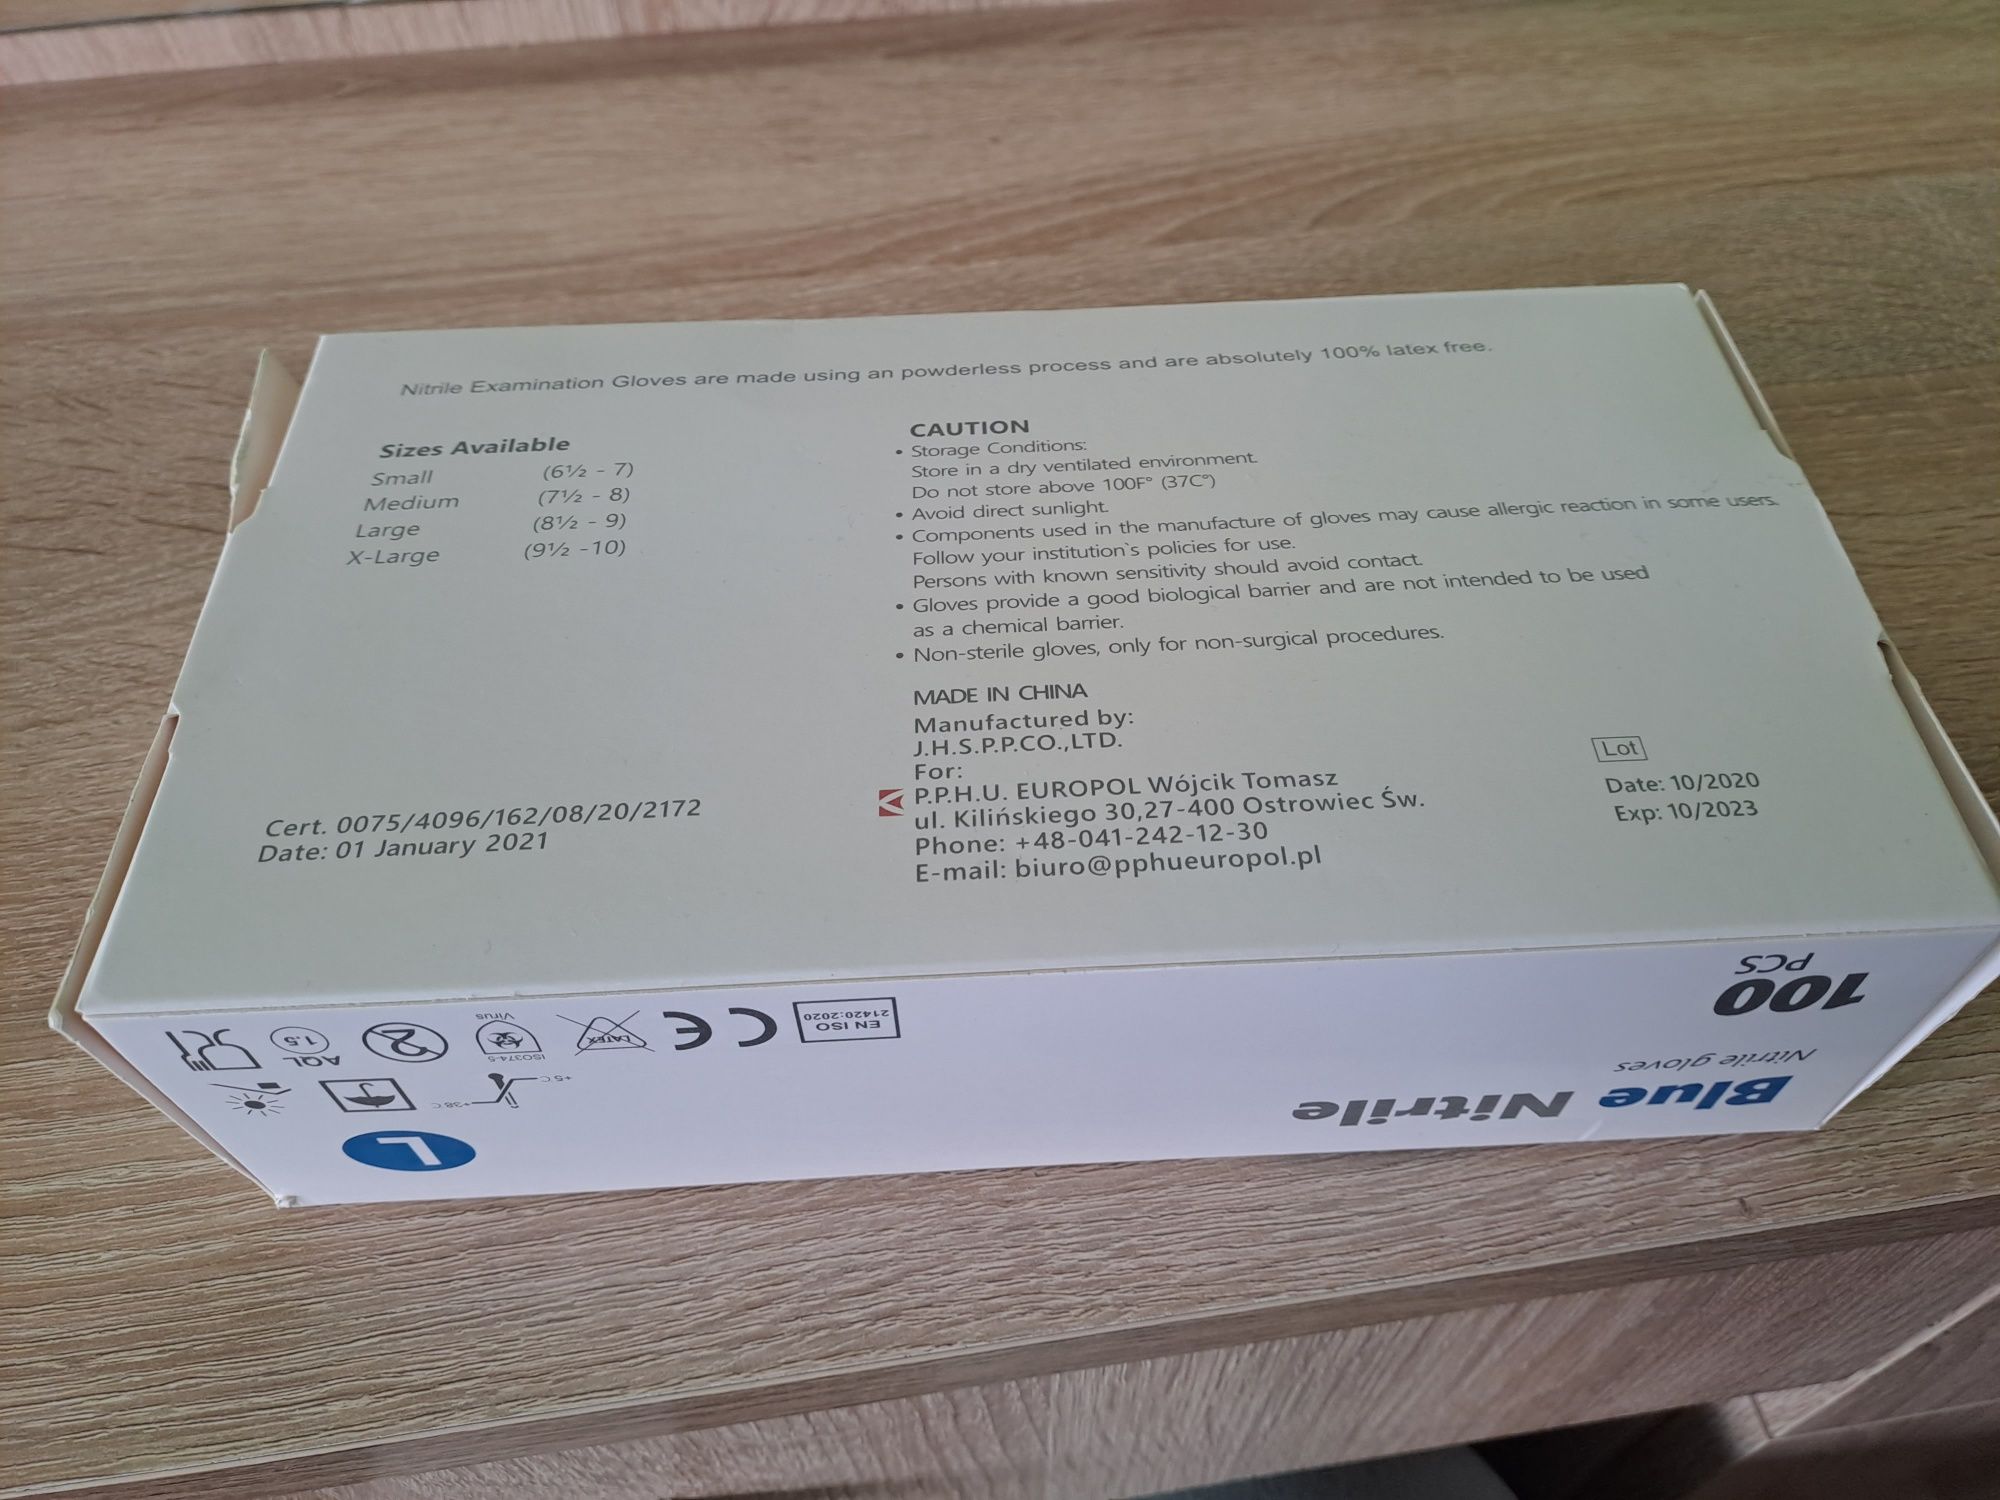 Nitrile Examination Gloves are made using an powderless process and are absolutely 100% latex free.
Sizes Available
Small (6½ - 7)
Medium (7½ - 8)
Large (8½ - 9)
X-Large (9½ -10)
CAUTION
• Storage Conditions:
Store in a dry ventilated environment.
Do not store above 100F° (37C°)
• Avoid direct sunlight.
• Components used in the manufacture of gloves may cause allergic reaction in some users.
Follow your institution`s policies for use.
Persons with known sensitivity should avoid contact.
• Gloves provide a good biological barrier and are not intended to be used
as a chemical barrier.
• Non-sterile gloves, only for non-surgical procedures.
MADE IN CHINA
Manufactured by:
J.H.S.P.P.CO.,LTD.
For:
P.P.H.U. EUROPOL Wójcik Tomasz
ul. Kilińskiego 30,27-400 Ostrowiec Św.
Phone: +48-041-242-12-30
E-mail: biuro@pphueuropol.pl
Lot
Date: 10/2020
Exp: 10/2023
Cert. 0075/4096/162/08/20/2172
Date: 01 January 2021
Blue Nitrile
Nitrile gloves
100
PCS
L
+5 C
+38 C
EN ISO
21420:2020
CE
LATEX
ISO374-5
Virus
2
AQL
1.5